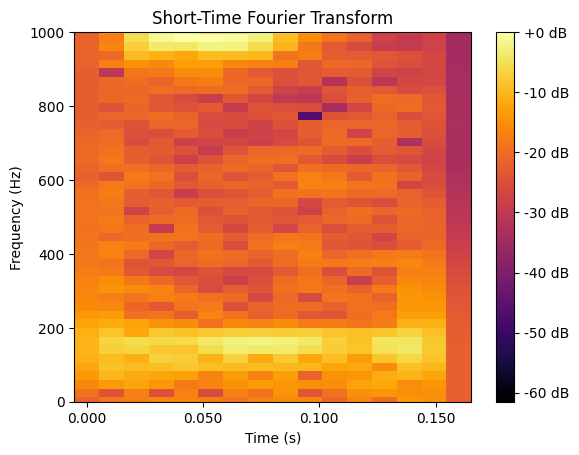 Short-Time Fourier Transform
1000
800
600
400
200
0
Frequency (Hz)
0.000
0.050
0.100
0.150
Time (s)
+0 dB
-10 dB
-20 dB
-30 dB
-40 dB
-50 dB
-60 dB